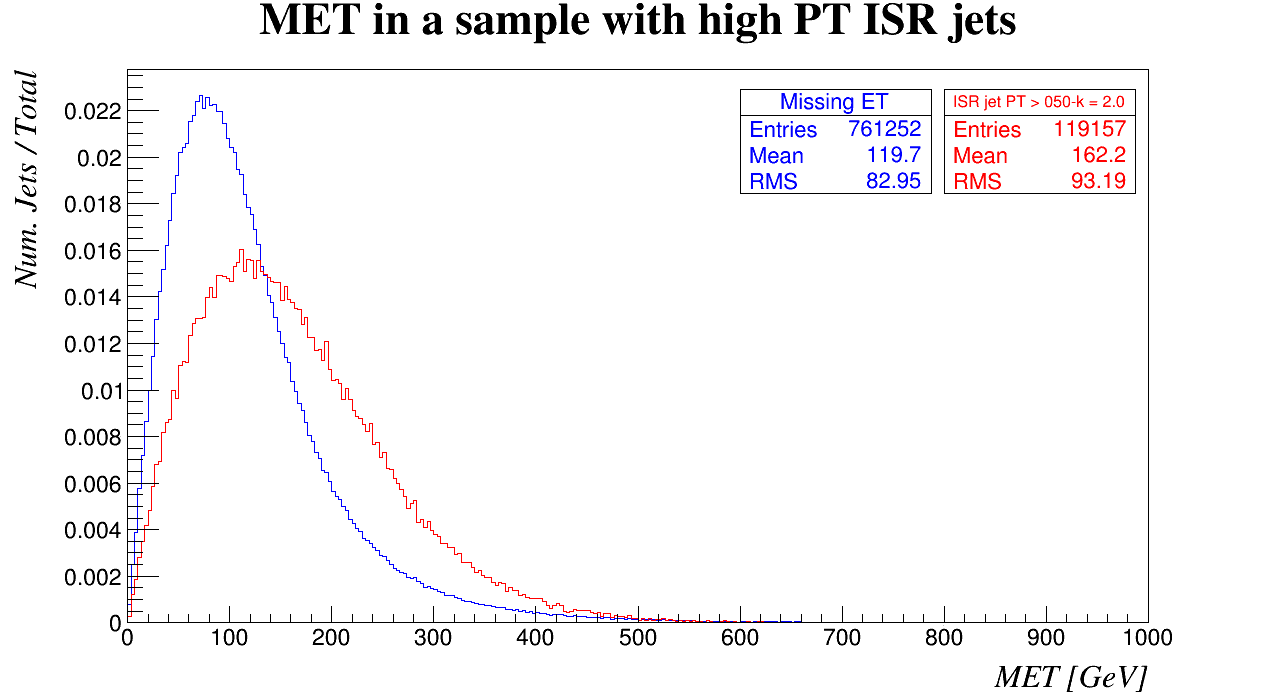 MET in a sample with high PT ISR jets
Num. Jets / Total
0.022
0.02
0.018
0.016
0.014
0.012
0.01
0.008
0.006
0.004
0.002
0
Missing ET
Entries 761252
Mean 119.7
RMS 82.95
ISR jet PT > 050-k = 2.0
Entries 119157
Mean 162.2
RMS 93.19
0 100 200 300 400 500 600 700 800 900 1000
MET [GeV]